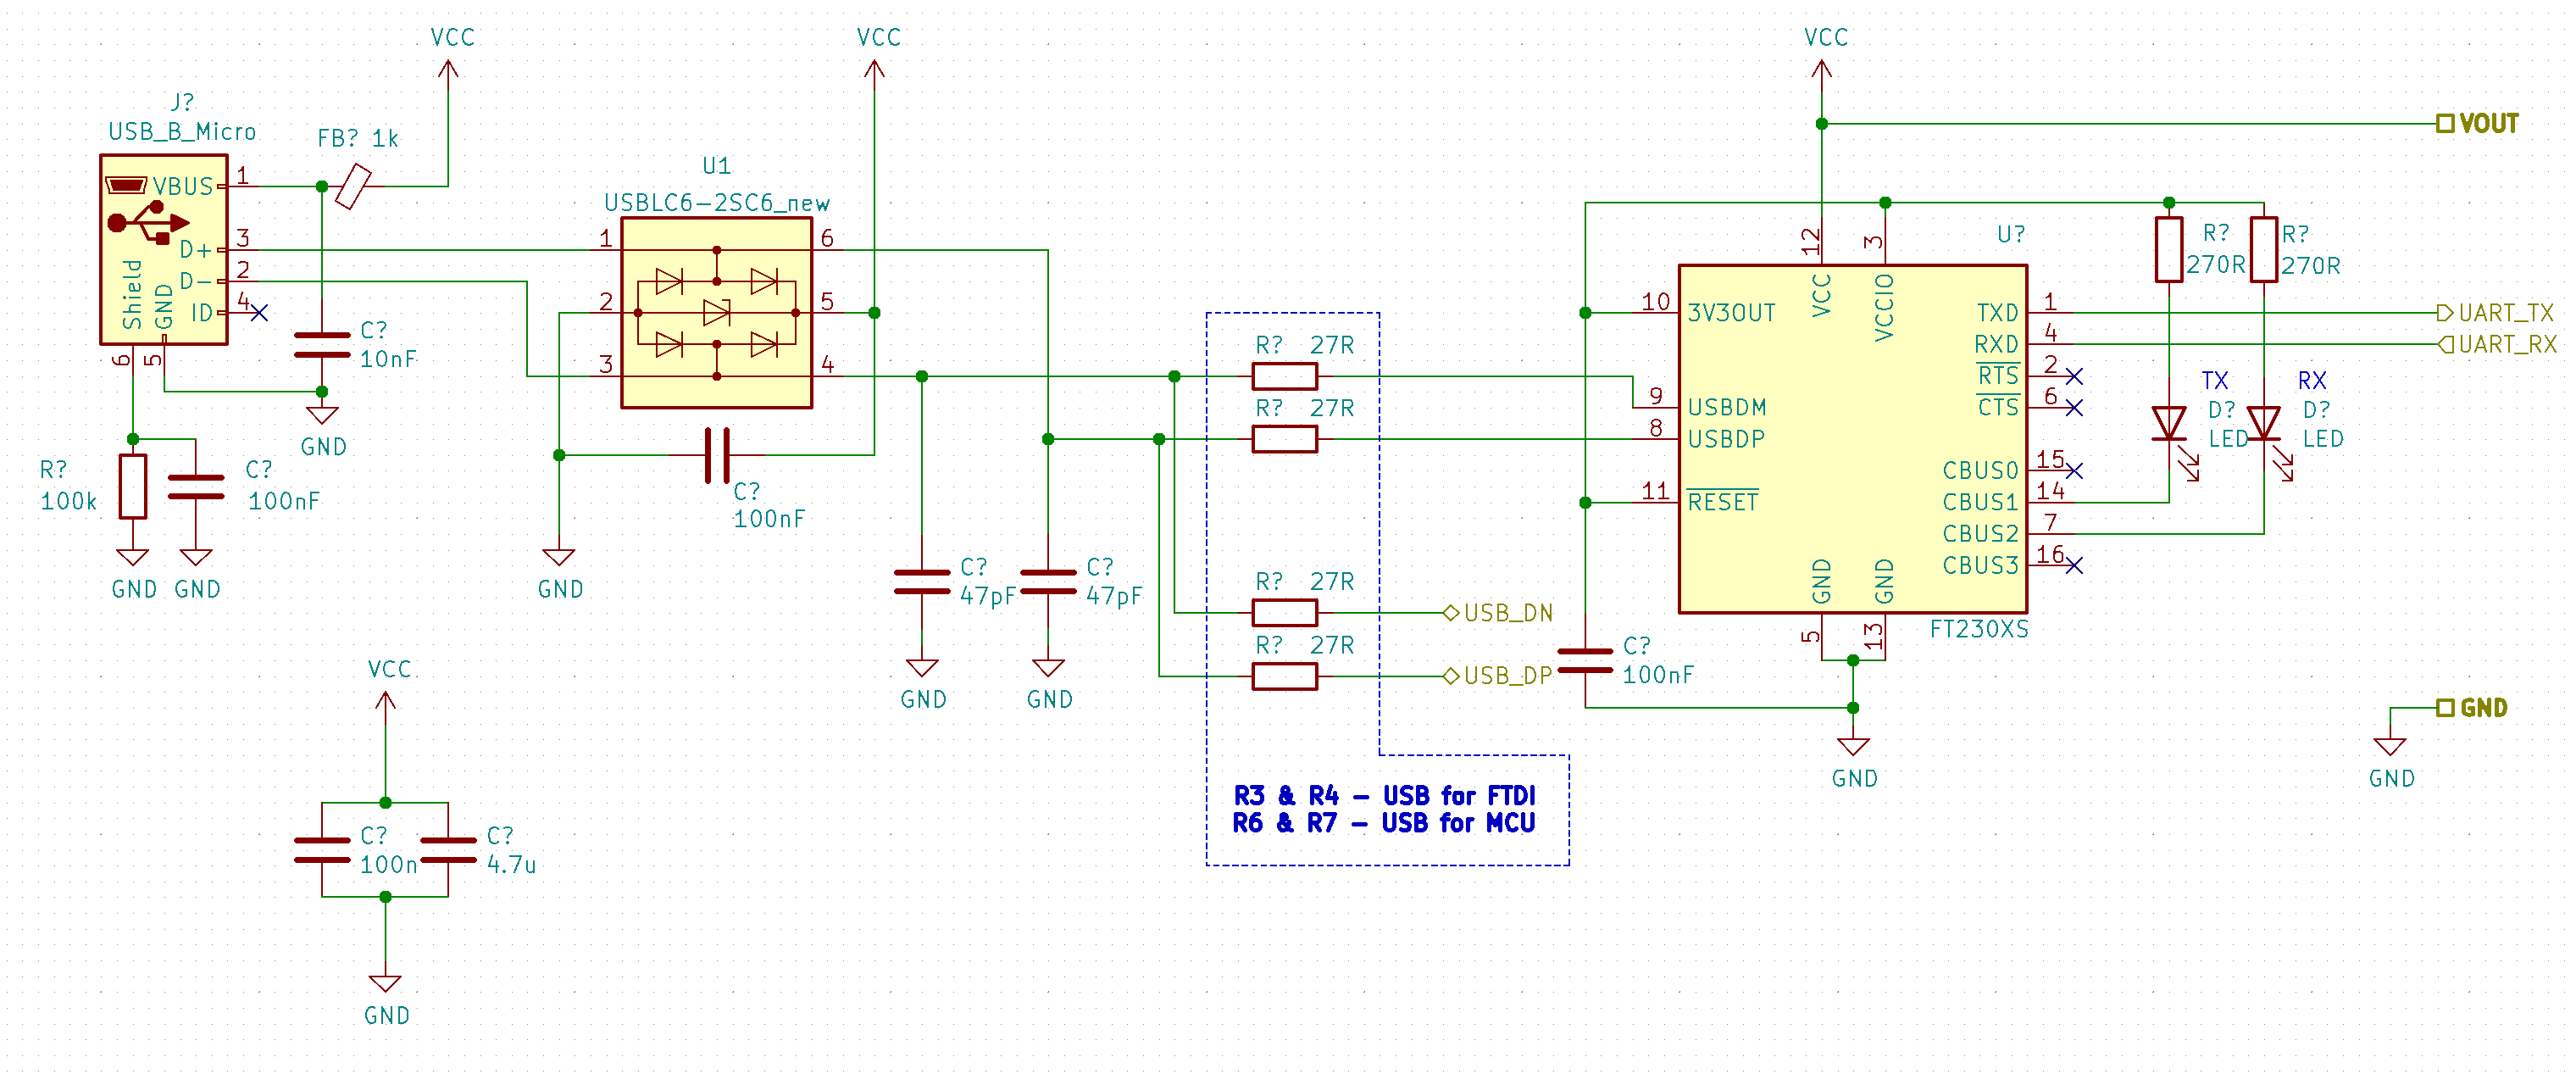 VCC
VCC
VCC
J?
USB_B_Micro
FB? 1k
VBUS
1
D+
3
D-
2
ID
4
Shield
GND
6
5
C?
10nF
GND
R?
100k
C?
100nF
GND
GND
U1
USBLC6-2SC6_new
1
6
2
5
3
4
C?
100nF
GND
C?
47pF
GND
C?
47pF
GND
R? 27R
R? 27R
R? 27R
R? 27R
USB_DN
USB_DP
R3 & R4 - USB for FTDI
R6 & R7 - USB for MCU
VOUT
U?
12
3
VCC
VCCIO
10
3V3OUT
9
USBDM
8
USBDP
11
RESET
TXD
1
RXD
4
RTS
2
CTS
6
CBUS0
15
CBUS1
14
CBUS2
7
CBUS3
16
GND
GND
5
13
FT230XS
R?
270R
R?
270R
UART_TX
UART_RX
TX
D?
LED
RX
D?
LED
C?
100nF
GND
GND
GND
VCC
C?
100n
C?
4.7u
GND